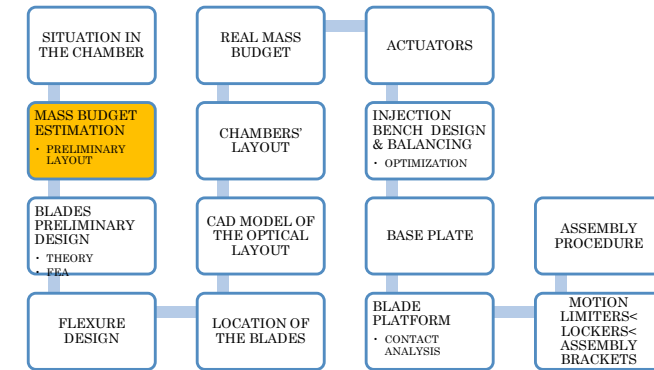 SITUATION IN
THE CHAMBER
MASS BUDGET
ESTIMATION
• PRELIMINARY
LAYOUT
BLADES
PRELIMINARY
DESIGN
• THEORY
• FEA
FLEXURE
DESIGN
LOCATION OF
THE BLADES
CAD MODEL OF
THE OPTICAL
LAYOUT
CHAMBERS'
LAYOUT
REAL MASS
BUDGET
ACTUATORS
INJECTION
BENCH DESIGN
& BALANCING
• OPTIMIZATION
BASE PLATE
BLADE
PLATFORM
• CONTACT
ANALYSIS
MOTION
LIMITERS<
LOCKERS<
ASSEMBLY
BRACKETS
ASSEMBLY
PROCEDURE